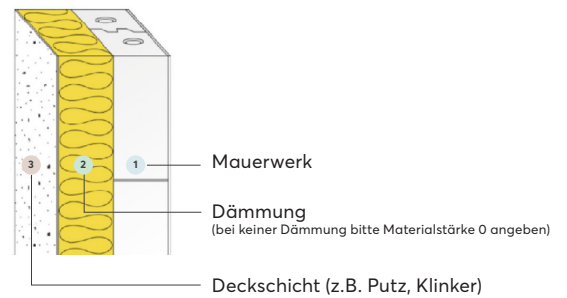 3
2
1
Mauerwerk
Dämmung
(bei keiner Dämmung bitte Materialstärke 0 angeben)
Deckschicht (z.B. Putz, Klinker)